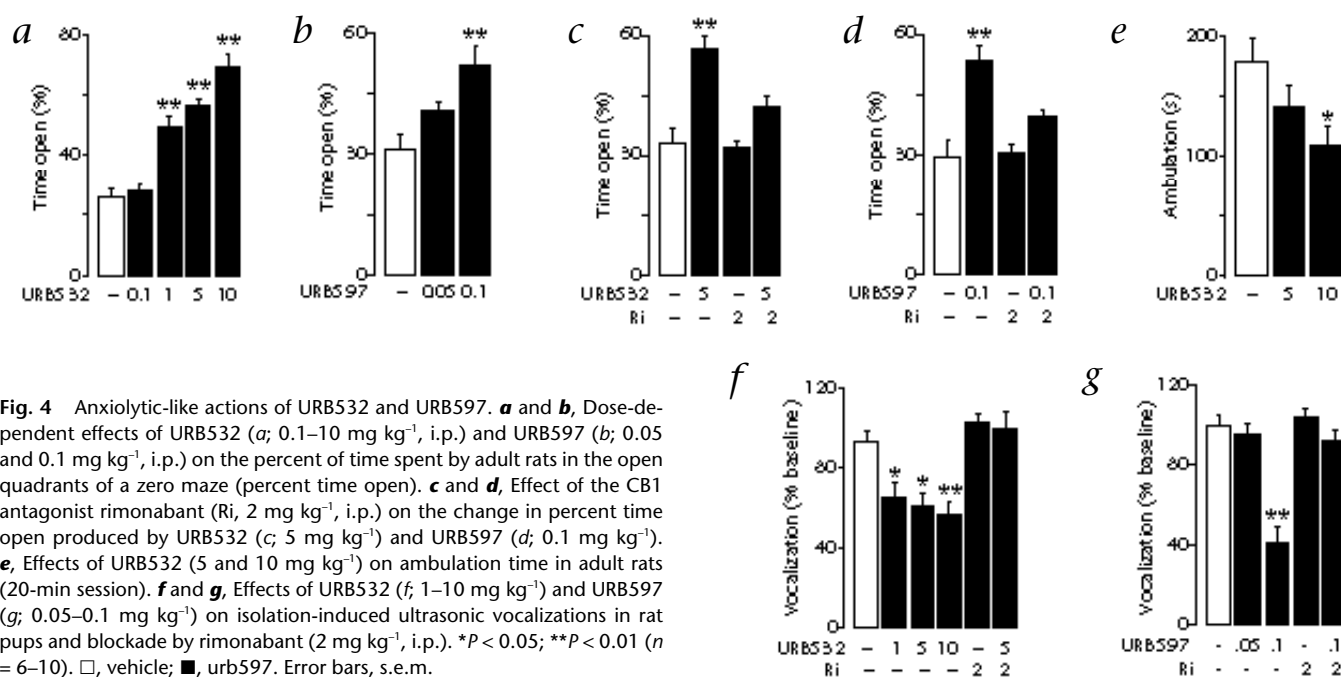 a
80
40
0
Time open (%)
** ** **
URB532 – 0.1 1 5 10
b
60
30
0
Time open (%)
**
URB597 – 0.05 0.1
c
60
30
0
Time open (%)
**
URB532 – 5 – 5
Ri – – 2 2
d
60
30
0
Time open (%)
**
URB597 – 0.1 – 0.1
Ri – – 2 2
e
200
100
0
Ambulation (s)
*
URB532 – 5 10
Fig. 4 Anxiolytic-like actions of URB532 and URB597. a and b, Dose-de-
pendent effects of URB532 (a; 0.1–10 mg kg⁻¹, i.p.) and URB597 (b; 0.05
and 0.1 mg kg⁻¹, i.p.) on the percent of time spent by adult rats in the open
quadrants of a zero maze (percent time open). c and d, Effect of the CB1
antagonist rimonabant (Ri, 2 mg kg⁻¹, i.p.) on the change in percent time
open produced by URB532 (c; 5 mg kg⁻¹) and URB597 (d; 0.1 mg kg⁻¹).
e, Effects of URB532 (5 and 10 mg kg⁻¹) on ambulation time in adult rats
(20-min session). f and g, Effects of URB532 (f; 1–10 mg kg⁻¹) and URB597
(g; 0.05–0.1 mg kg⁻¹) on isolation-induced ultrasonic vocalizations in rat
pups and blockade by rimonabant (2 mg kg⁻¹, i.p.). *P < 0.05; **P < 0.01 (n
= 6–10). □, vehicle; ■, urb597. Error bars, s.e.m.
f
120
80
40
0
Vocalization (% baseline)
* * **
URB532 – 1 5 10 – 5
Ri – – – – 2 2
g
120
80
40
0
Vocalization (% baseline)
**
URB597 - .05 .1 - .1
Ri - - - 2 2